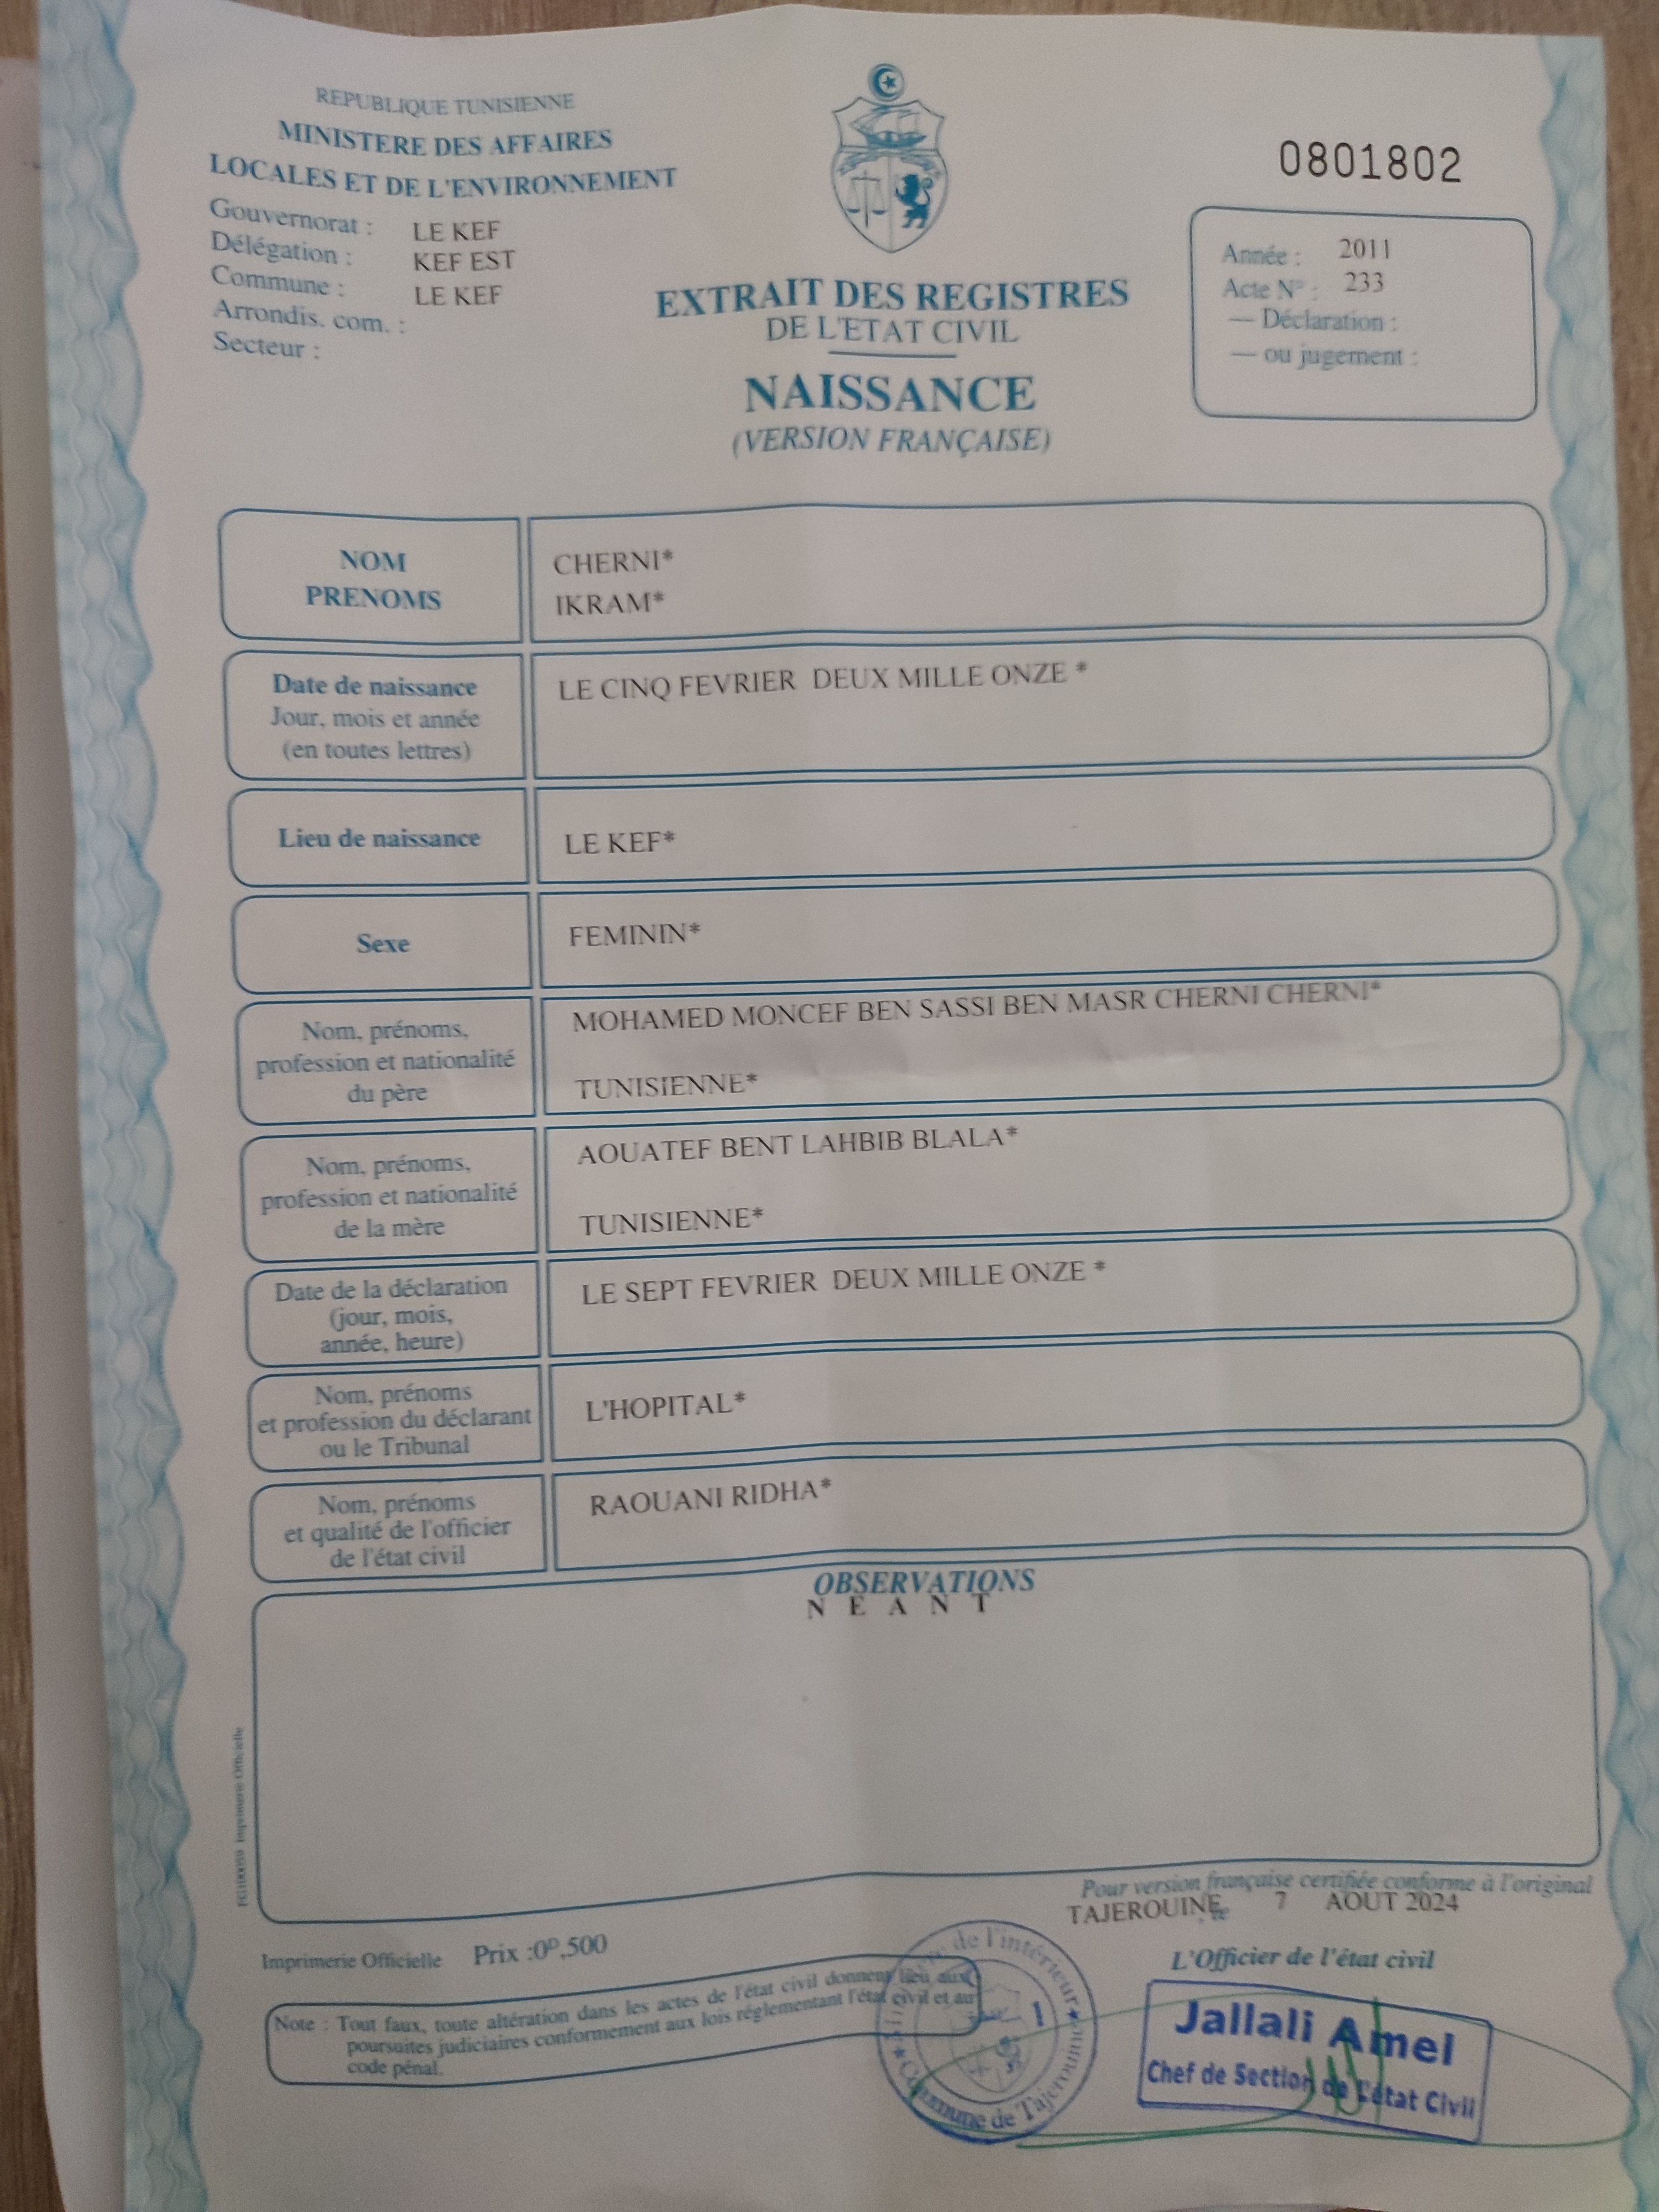 REPUBLIQUE TUNISIENNE
MINISTERE DES AFFAIRES
LOCALES ET DE L'ENVIRONNEMENT
Gouvernorat : LE KEF
Délégation : KEF EST
Commune : LE KEF
Arrondis. com. :
Secteur :
0801802
Année : 2011
Acte N° : 233
— Déclaration :
— ou jugement :
EXTRAIT DES REGISTRES
DE L'ETAT CIVIL
NAISSANCE
(VERSION FRANÇAISE)
NOM CHERNI*
PRENOMS IKRAM*
Date de naissance LE CINQ FEVRIER DEUX MILLE ONZE *
Jour, mois et année
(en toutes lettres)
Lieu de naissance LE KEF*
Sexe FEMININ*
Nom, prénoms, MOHAMED MONCEF BEN SASSI BEN MASR CHERNI CHERNI*
profession et nationalité
du père TUNISIENNE*
Nom, prénoms, AOUATEF BENT LAHBIB BLALA*
profession et nationalité
de la mère TUNISIENNE*
Date de la déclaration LE SEPT FEVRIER DEUX MILLE ONZE *
(jour, mois,
année, heure)
Nom, prénoms
et profession du déclarant L'HOPITAL*
ou le Tribunal
Nom, prénoms RAOUANI RIDHA*
et qualité de l'officier
de l'état civil
OBSERVATIONS
N E A N T
Imprimerie Officielle
Pour version française certifiée conforme à l'original
TAJEROUINE, le 7 AOUT 2024
Imprimerie Officielle Prix :0ᴰ,500
L'Officier de l'état civil
Note : Tout faux, toute altération dans les actes de l'état civil donnent lieu aux
poursuites judiciaires conformement aux lois réglementant l'état civil et au
code pénal.
de l'intérieur
Commune de Tajerouine
1
Jallali Amel
Chef de Section de L'état Civil